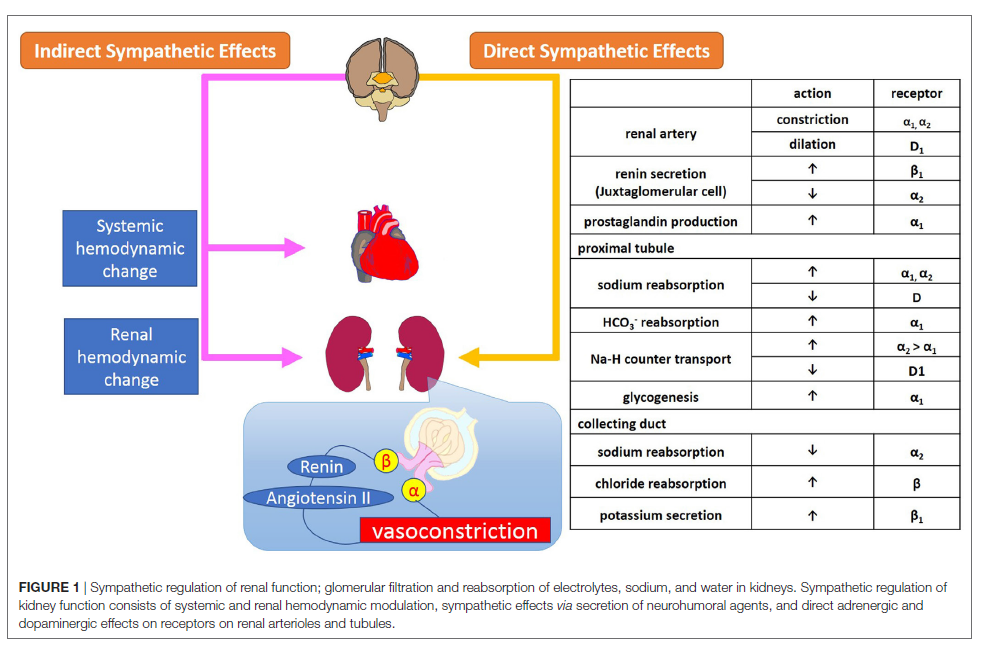 Indirect Sympathetic Effects
Direct Sympathetic Effects
Systemic
hemodynamic
change
Renal
hemodynamic
change
β
Renin
α
Angiotensin II
vasoconstriction
action receptor
renal artery constriction α₁, α₂
dilation D₁
renin secretion
(Juxtaglomerular cell) ↑ β₁
↓ α₂
prostaglandin production ↑ α₁
proximal tubule
sodium reabsorption ↑ α₁, α₂
↓ D
HCO₃⁻ reabsorption ↑ α₁
Na-H counter transport ↑ α₂ > α₁
↓ D1
glycogenesis ↑ α₁
collecting duct
sodium reabsorption ↓ α₂
chloride reabsorption ↑ β
potassium secretion ↑ β₁
FIGURE 1 | Sympathetic regulation of renal function; glomerular filtration and reabsorption of electrolytes, sodium, and water in kidneys. Sympathetic regulation of
kidney function consists of systemic and renal hemodynamic modulation, sympathetic effects via secretion of neurohumoral agents, and direct adrenergic and
dopaminergic effects on receptors on renal arterioles and tubules.